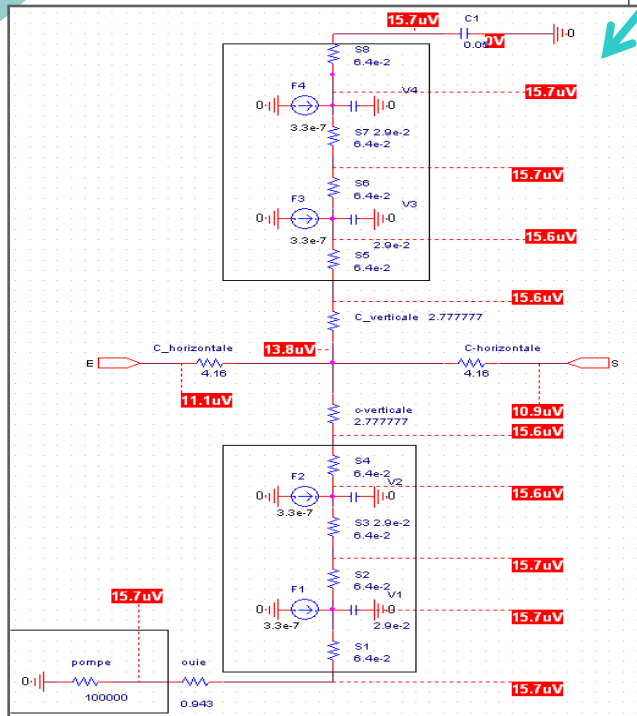 15.7uV
C1
0.05
0V
0
S8
6.4e-2
F4
V4
15.7uV
0
0
3.3e-7
S7 2.9e-2
6.4e-2
15.7uV
S6
6.4e-2
F3
V3
0
0
3.3e-7
2.9e-2
15.6uV
S5
6.4e-2
15.6uV
C_verticale 2.777777
C_horizontale
13.8uV
C-horizontale
E
S
4.16
4.16
11.1uV
c-verticale
2.777777
10.9uV
15.6uV
S4
6.4e-2
F2
V2
15.6uV
0
0
3.3e-7
S3 2.9e-2
6.4e-2
15.7uV
S2
6.4e-2
15.7uV
F1
V1
0
0
15.7uV
3.3e-7
2.9e-2
S1
6.4e-2
pompe
ouie
0
15.7uV
100000
0.943